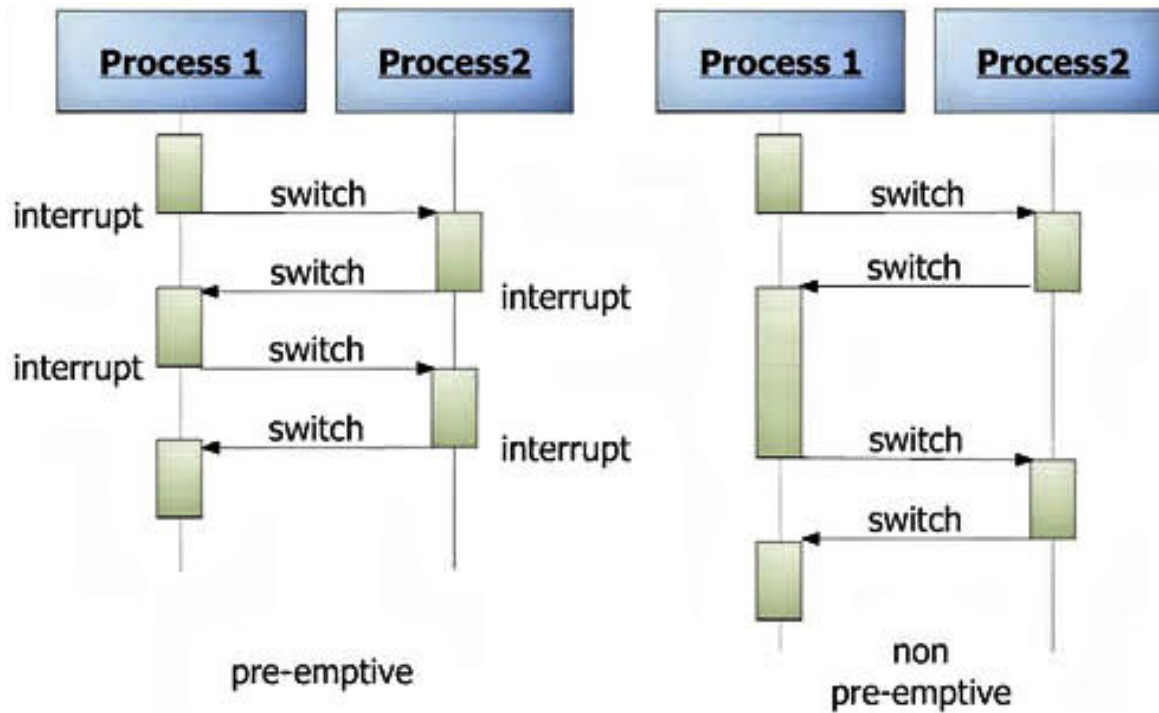 Process 1
Process2
switch
interrupt
switch
interrupt
switch
interrupt
switch
interrupt
pre-emptive
Process 1
Process2
switch
switch
switch
switch
non
pre-emptive